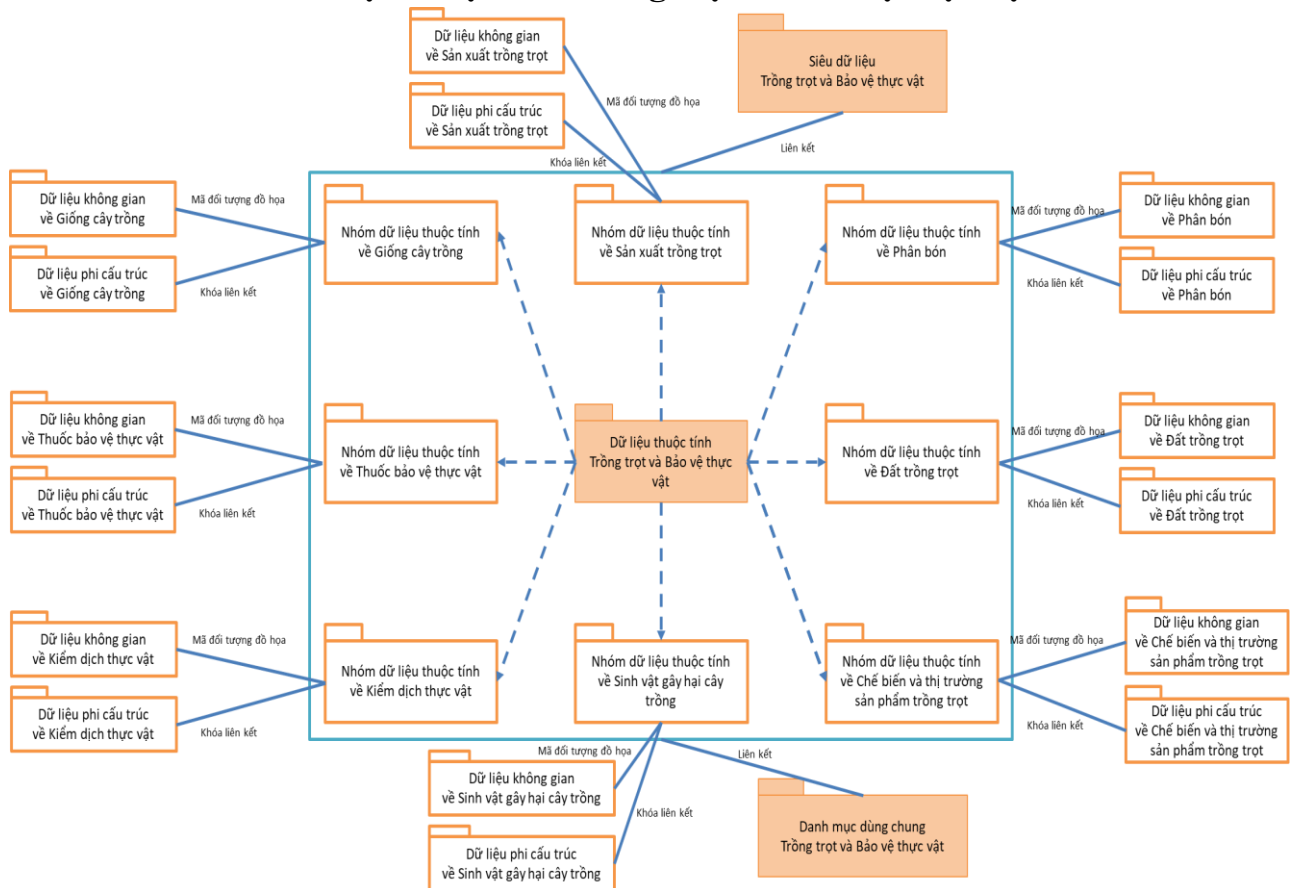 Dữ liệu không gian
về Sản xuất trồng trọt
Siêu dữ liệu
Trồng trọt và Bảo vệ thực vật
Mã đối tượng đồ họa
Dữ liệu phi cấu trúc
về Sản xuất trồng trọt
Khóa liên kết
Liên kết
Dữ liệu không gian
về Giống cây trồng
Mã đối tượng đồ họa
Dữ liệu phi cấu trúc
về Giống cây trồng
Khóa liên kết
Nhóm dữ liệu thuộc tính
về Giống cây trồng
Nhóm dữ liệu thuộc tính
về Sản xuất trồng trọt
Nhóm dữ liệu thuộc tính
về Phân bón
Mã đối tượng đồ họa
Dữ liệu không gian
về Phân bón
Khóa liên kết
Dữ liệu phi cấu trúc
về Phân bón
Dữ liệu không gian
về Thuốc bảo vệ thực vật
Mã đối tượng đồ họa
Dữ liệu phi cấu trúc
về Thuốc bảo vệ thực vật
Khóa liên kết
Nhóm dữ liệu thuộc tính
về Thuốc bảo vệ thực vật
Dữ liệu thuộc tính
Trồng trọt và Bảo vệ thực
vật
Nhóm dữ liệu thuộc tính
về Đất trồng trọt
Mã đối tượng đồ họa
Dữ liệu không gian
về Đất trồng trọt
Khóa liên kết
Dữ liệu phi cấu trúc
về Đất trồng trọt
Dữ liệu không gian
về Kiểm dịch thực vật
Mã đối tượng đồ họa
Dữ liệu phi cấu trúc
về Kiểm dịch thực vật
Khóa liên kết
Nhóm dữ liệu thuộc tính
về Kiểm dịch thực vật
Nhóm dữ liệu thuộc tính
về Sinh vật gây hại cây
trồng
Nhóm dữ liệu thuộc tính
về Chế biến và thị trường
sản phẩm trồng trọt
Mã đối tượng đồ họa
Dữ liệu không gian
về Chế biến và thị trường
sản phẩm trồng trọt
Khóa liên kết
Dữ liệu phi cấu trúc
về Chế biến và thị trường
sản phẩm trồng trọt
Mã đối tượng đồ họa
Liên kết
Dữ liệu không gian
về Sinh vật gây hại cây trồng
Khóa liên kết
Dữ liệu phi cấu trúc
về Sinh vật gây hại cây trồng
Danh mục dùng chung
Trồng trọt và Bảo vệ thực vật